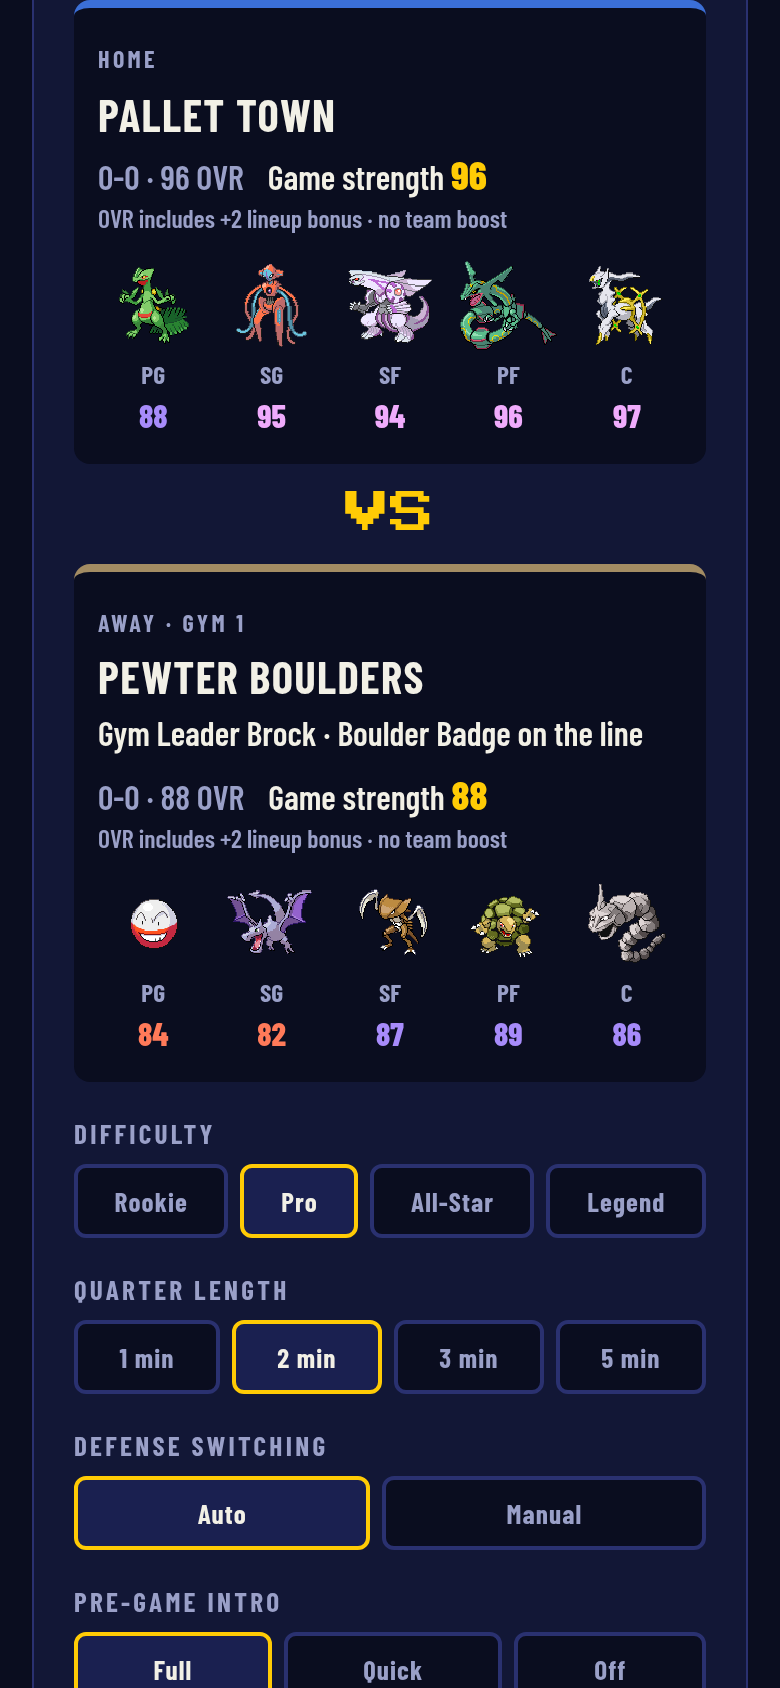 HOME
PALLET TOWN
0-0 · 96 OVR Game strength 96
OVR includes +2 lineup bonus · no team boost
PG SG SF PF C
88 95 94 96 97
VS
AWAY · GYM 1
PEWTER BOULDERS
Gym Leader Brock · Boulder Badge on the line
0-0 · 88 OVR Game strength 88
OVR includes +2 lineup bonus · no team boost
PG SG SF PF C
84 82 87 89 86
DIFFICULTY
Rookie Pro All-Star Legend
QUARTER LENGTH
1 min 2 min 3 min 5 min
DEFENSE SWITCHING
Auto Manual
PRE-GAME INTRO
Full Quick Off